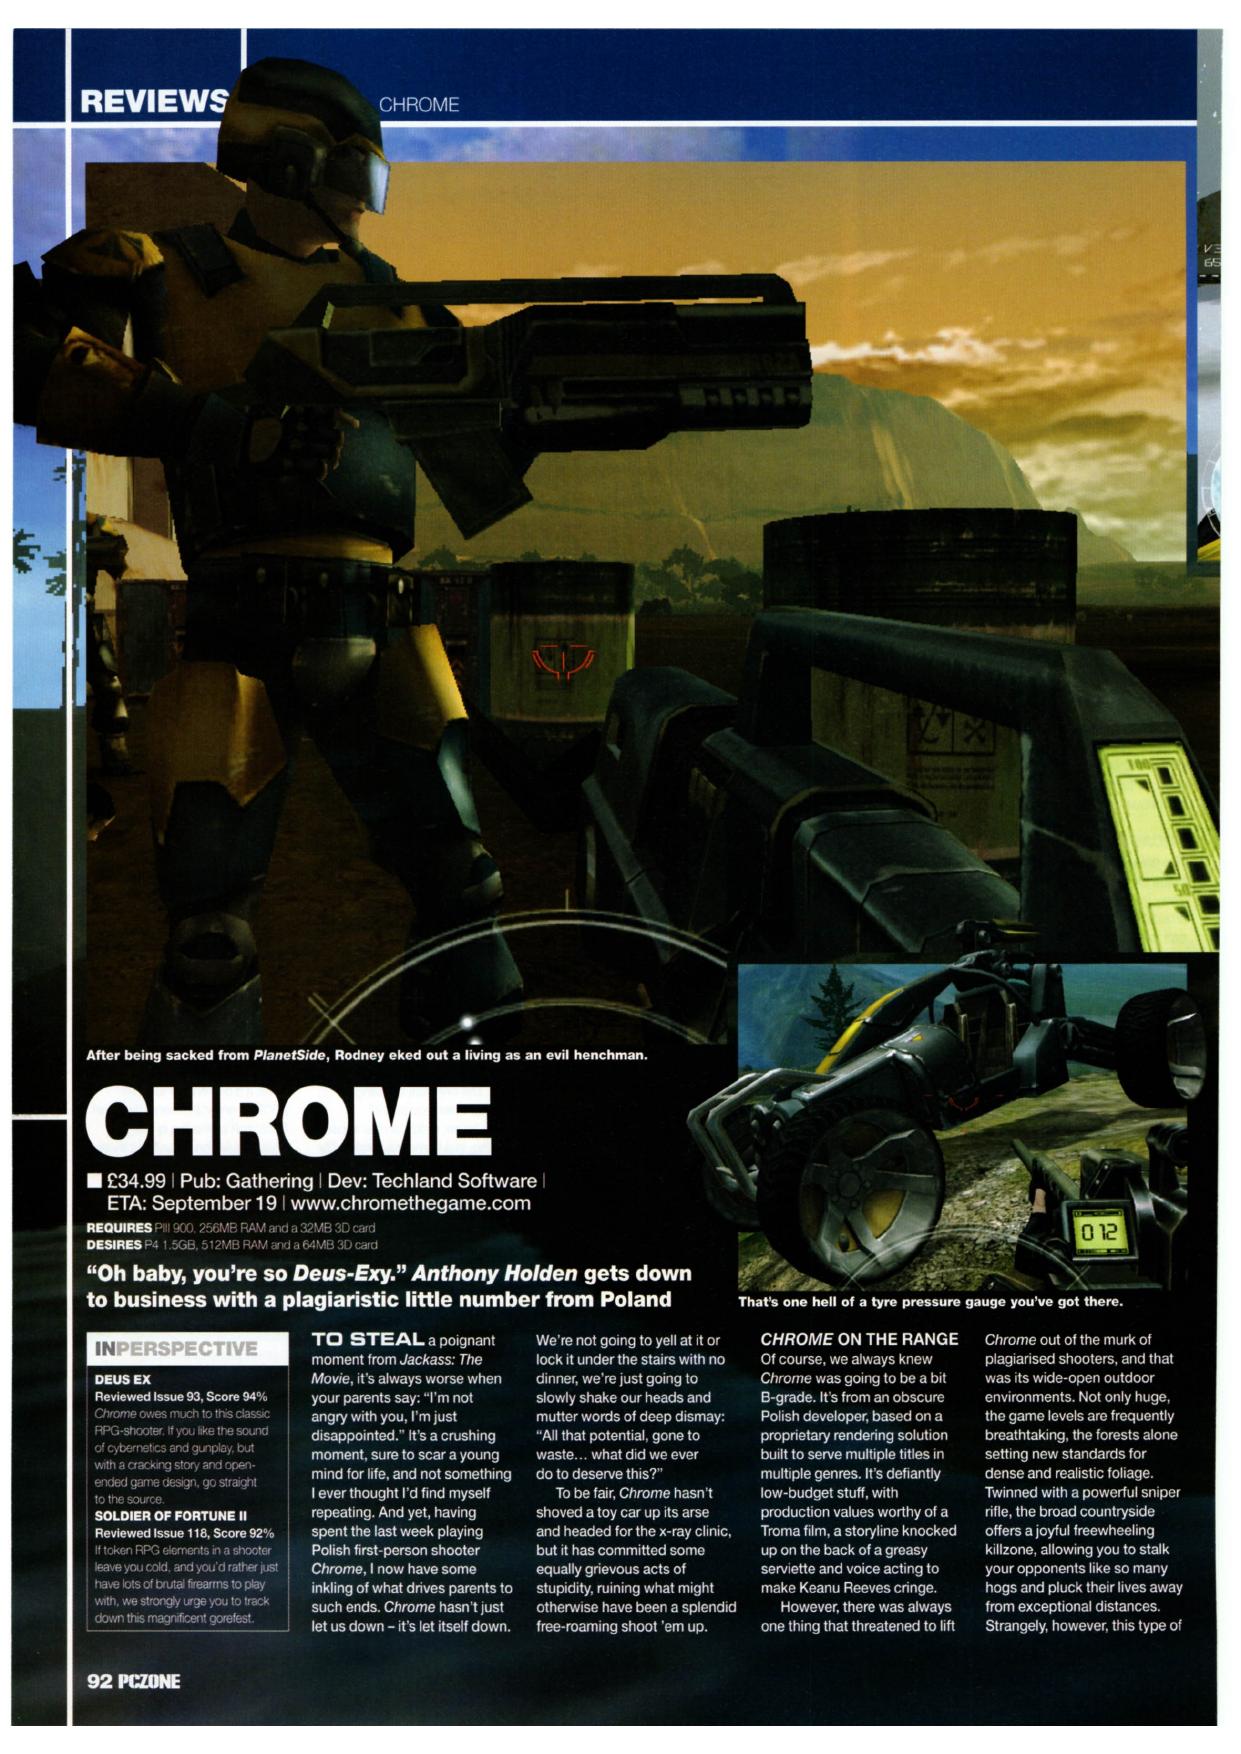 REVIEWS
CHROME
V3
65
100
50
After being sacked from PlanetSide, Rodney eked out a living as an evil henchman.
CHROME
£34.99 | Pub: Gathering | Dev: Techland Software |
ETA: September 19 | www.chromethegame.com
REQUIRES PIII 900, 256MB RAM and a 32MB 3D card
DESIRES P4 1.5GB, 512MB RAM and a 64MB 3D card
"Oh baby, you're so Deus-Exy." Anthony Holden gets down
to business with a plagiaristic little number from Poland
012
That's one hell of a tyre pressure gauge you've got there.
INPERSPECTIVE
DEUS EX
Reviewed Issue 93, Score 94%
Chrome owes much to this classic
RPG-shooter. If you like the sound
of cybernetics and gunplay, but
with a cracking story and open-
ended game design, go straight
to the source.
SOLDIER OF FORTUNE II
Reviewed Issue 118, Score 92%
If token RPG elements in a shooter
leave you cold, and you'd rather just
have lots of brutal firearms to play
with, we strongly urge you to track
down this magnificent gorefest.
TO STEAL a poignant
moment from Jackass: The
Movie, it's always worse when
your parents say: "I'm not
angry with you, I'm just
disappointed." It's a crushing
moment, sure to scar a young
mind for life, and not something
I ever thought I'd find myself
repeating. And yet, having
spent the last week playing
Polish first-person shooter
Chrome, I now have some
inkling of what drives parents to
such ends. Chrome hasn't just
let us down – it's let itself down.
We're not going to yell at it or
lock it under the stairs with no
dinner, we're just going to
slowly shake our heads and
mutter words of deep dismay:
"All that potential, gone to
waste... what did we ever
do to deserve this?"
To be fair, Chrome hasn't
shoved a toy car up its arse
and headed for the x-ray clinic,
but it has committed some
equally grievous acts of
stupidity, ruining what might
otherwise have been a splendid
free-roaming shoot 'em up.
CHROME ON THE RANGE
Of course, we always knew
Chrome was going to be a bit
B-grade. It's from an obscure
Polish developer, based on a
proprietary rendering solution
built to serve multiple titles in
multiple genres. It's defiantly
low-budget stuff, with
production values worthy of a
Troma film, a storyline knocked
up on the back of a greasy
serviette and voice acting to
make Keanu Reeves cringe.
However, there was always
one thing that threatened to lift
Chrome out of the murk of
plagiarised shooters, and that
was its wide-open outdoor
environments. Not only huge,
the game levels are frequently
breathtaking, the forests alone
setting new standards for
dense and realistic foliage.
Twinned with a powerful sniper
rifle, the broad countryside
offers a joyful freewheeling
killzone, allowing you to stalk
your opponents like so many
hogs and pluck their lives away
from exceptional distances.
Strangely, however, this type of
92 PCZONE